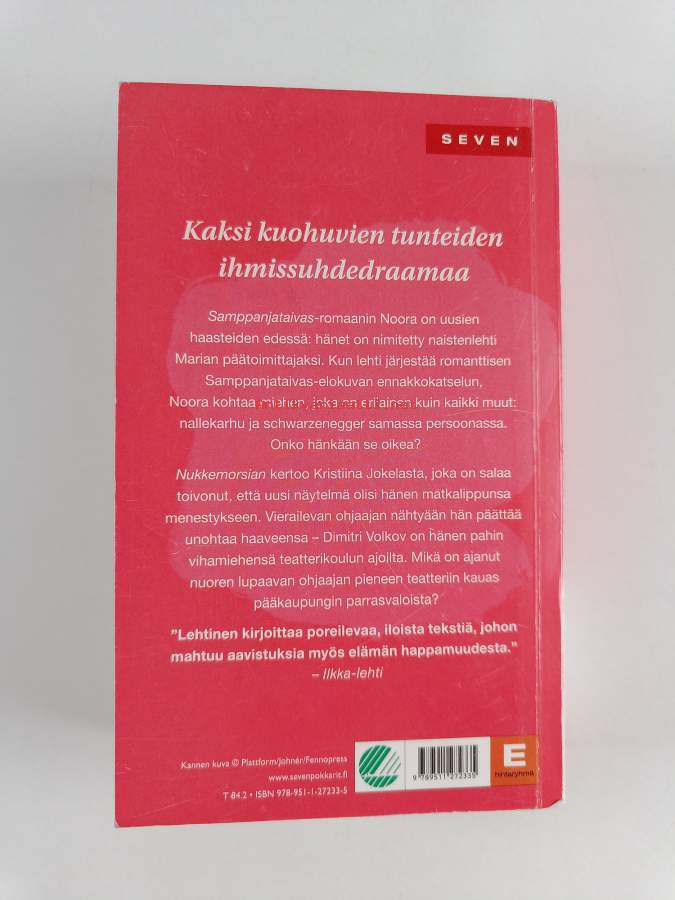 SEVEN
Kaksi kuohuvien tunteiden
ihmissuhdedraamaa
Samppanjataivas-romaanin Noora on uusien
haasteiden edessä: hänet on nimitetty naistenlehti
Marian päätoimittajaksi. Kun lehti järjestää romanttisen
Samppanjataivas-elokuvan ennakkokatselun,
Noora kohtaa miehen, joka on erilainen kuin kaikki muut:
nallekarhu ja schwarzenegger samassa persoonassa.
Onko hänkään se oikea?
Nukkemorsian kertoo Kristiina Jokelasta, joka on salaa
toivonut, että uusi näytelmä olisi hänen matkalippunsa
menestykseen. Vierailevan ohjaajan nähtyään hän päättää
unohtaa haaveensa – Dimitri Volkov on hänen pahin
vihamiehensä teatterikoulun ajoilta. Mikä on ajanut
nuoren lupaavan ohjaajan pieneen teatteriin kauas
pääkaupungin parrasvaloista?
"Lehtinen kirjoittaa poreilevaa, iloista tekstiä, johon
mahtuu aavistuksia myös elämän happamuudesta."
– Ilkka-lehti
Kannen kuva © Plattform/Johnér/Fennopress
www.sevenpokkarit.fi
T 84.2 • ISBN 978-951-1-27233-5
9 789511 272335
E
hintaryhmä